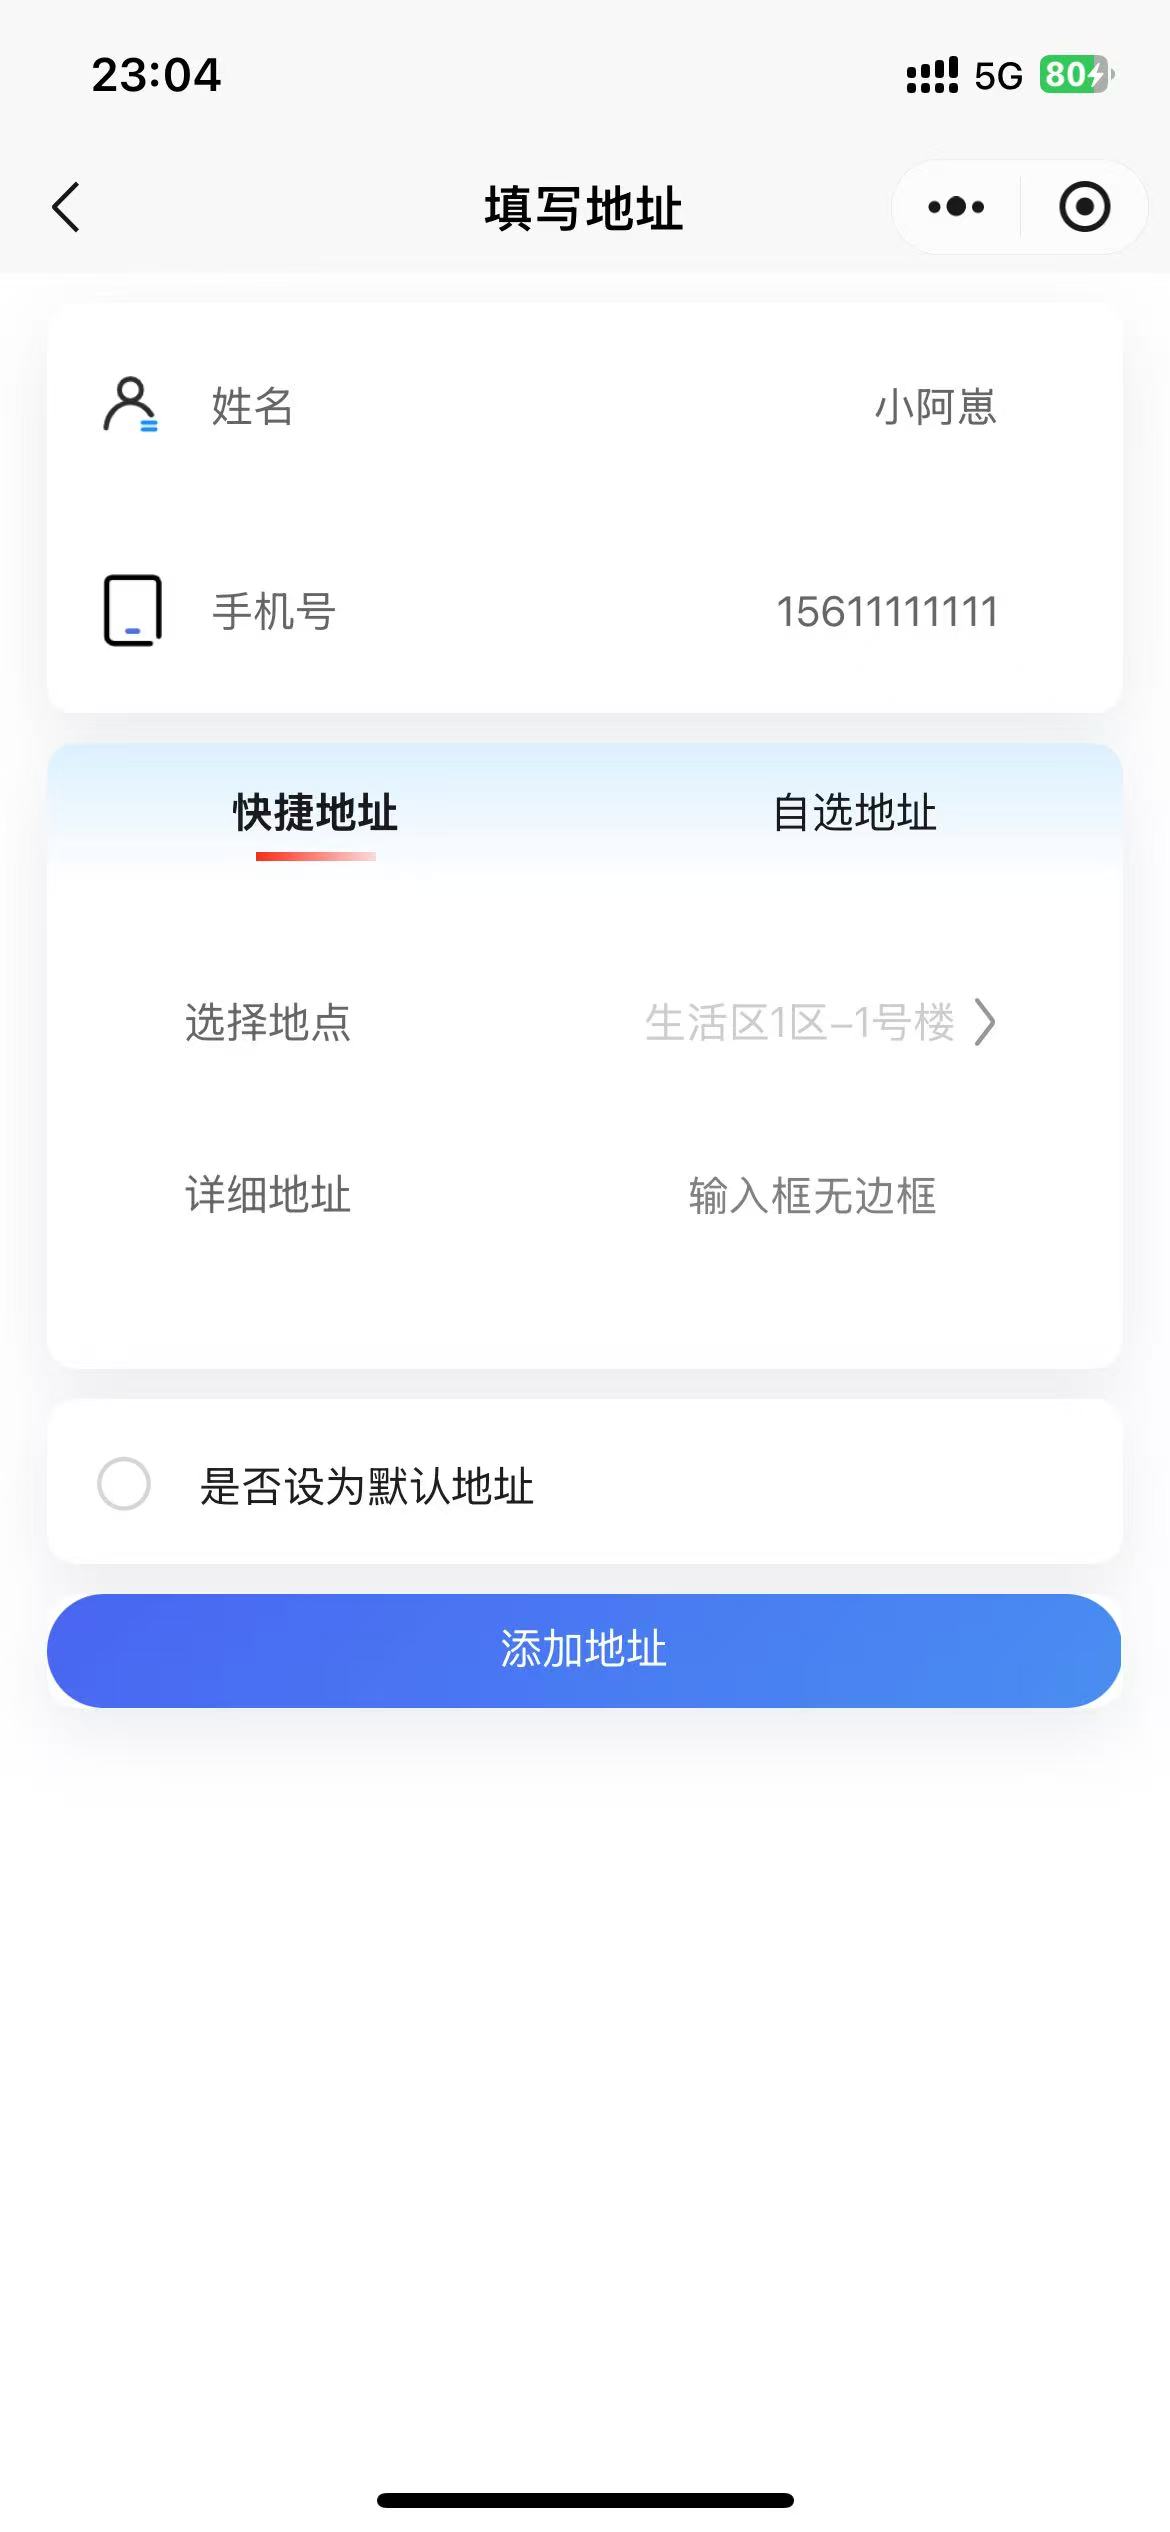 23:04
5G 80
填写地址
姓名 小阿崽
手机号 15611111111
快捷地址 自选地址
选择地点 生活区1区-1号楼
详细地址 输入框无边框
是否设为默认地址
添加地址